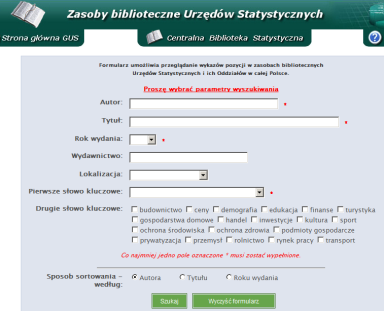 Zasoby biblioteczne Urzędów Statystycznych
Strona główna GUS
Centralna Biblioteka Statystyczna
?
Formularz umożliwia przeglądanie wykazów pozycji w zasobach bibliotecznych
Urzędów Statystycznych i ich Oddziałów w całej Polsce.
Proszę wybrać parametry wyszukiwania
Autor: *
Tytuł: *
Rok wydania: *
Wydawnictwo:
Lokalizacja:
Pierwsze słowo kluczowe: *
Drugie słowo kluczowe: budownictwo ceny demografia edukacja finanse turystyka
gospodarstwa domowe handel inwestycje kultura sport
ochrona środowiska ochrona zdrowia podmioty gospodarcze
prywatyzacja przemysł rolnictwo rynek pracy transport
Co najmniej jedno pole oznaczone * musi zostać wypełnione.
Sposob sortowania – według: Autora Tytułu Roku wydania
Szukaj Wyczyść formularz